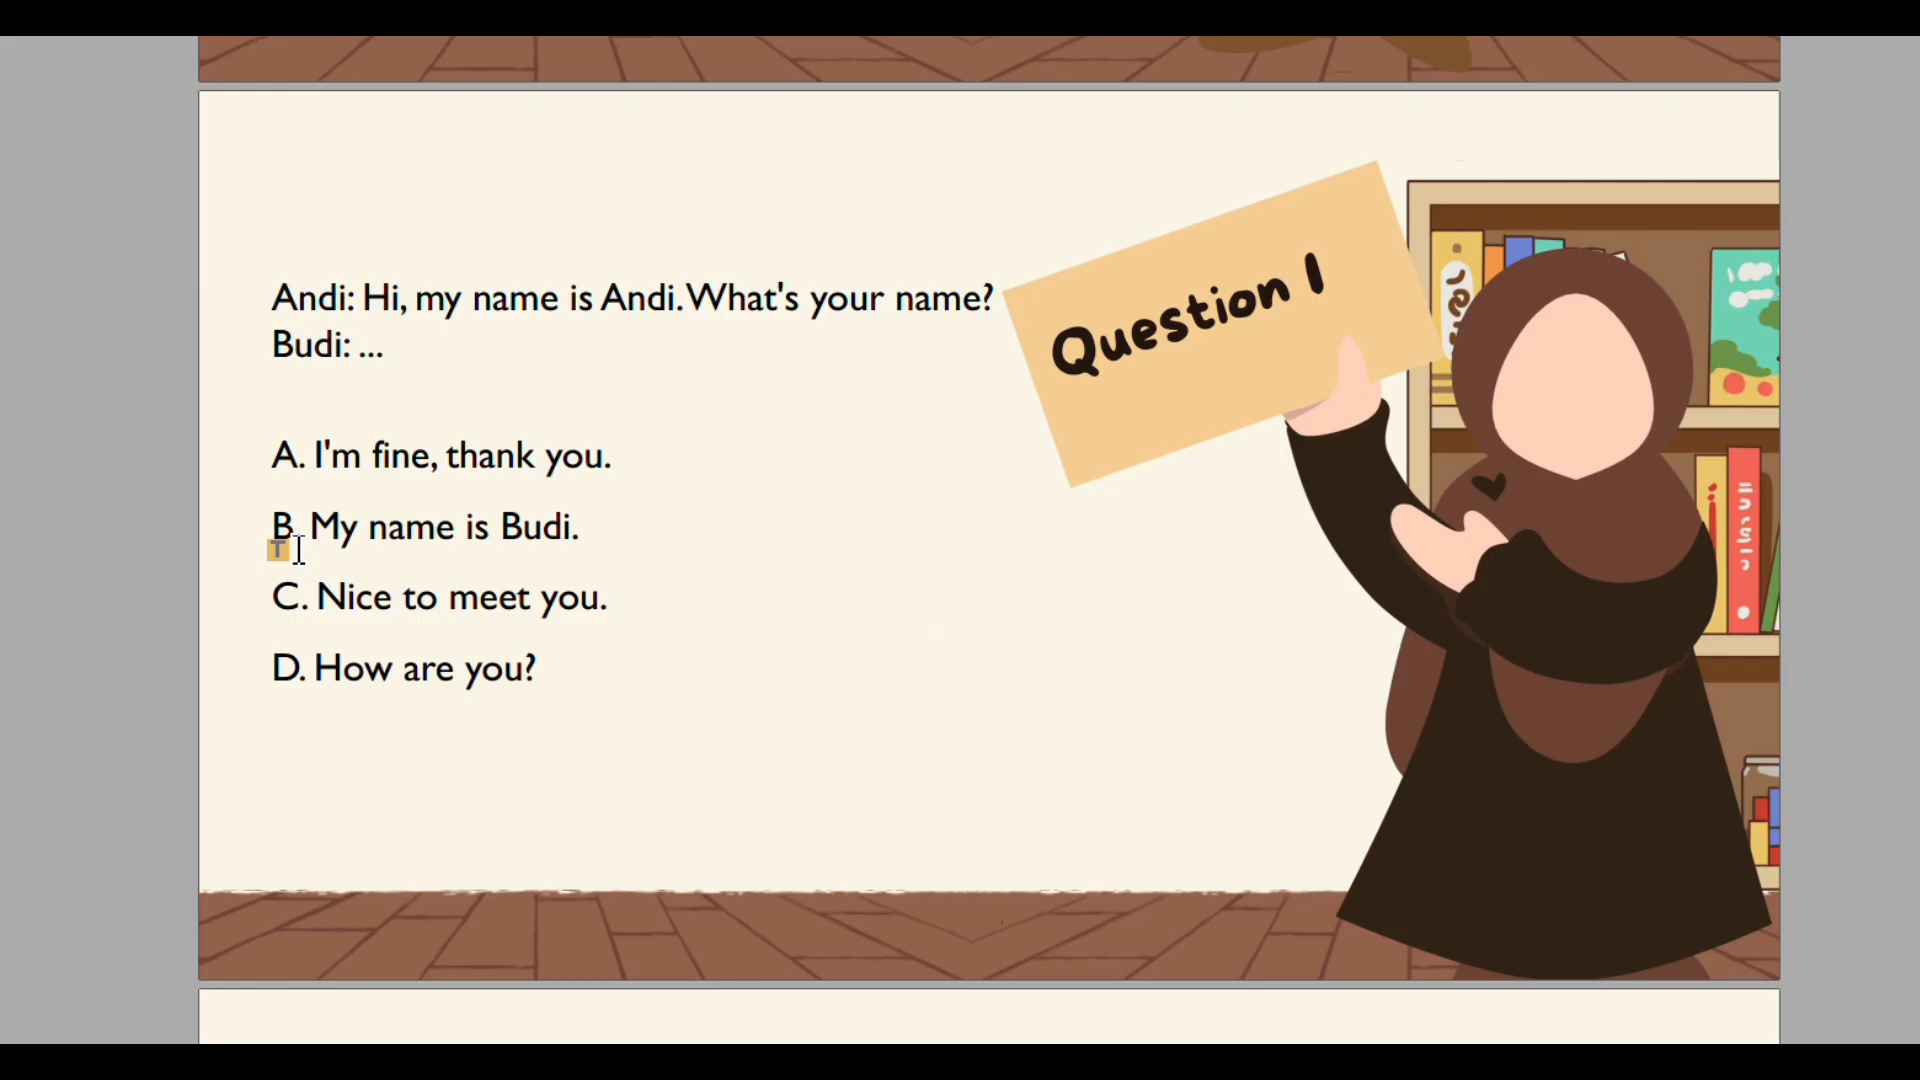 Andi: Hi, my name is Andi. What's your name?
Budi: ...
Question 1
A. I'm fine, thank you.
B. My name is Budi.
T
C. Nice to meet you.
D. How are you?